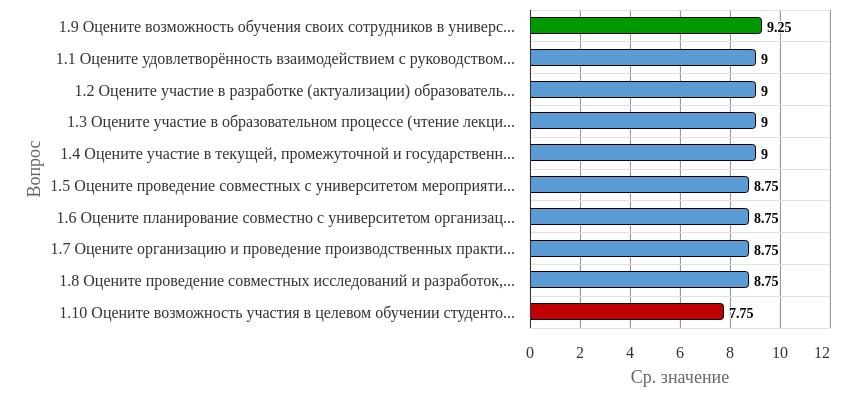 1.9 Оцените возможность обучения своих сотрудников в универс... 9.25
1.1 Оцените удовлетворённость взаимодействием с руководством... 9
1.2 Оцените участие в разработке (актуализации) образователь... 9
1.3 Оцените участие в образовательном процессе (чтение лекци... 9
1.4 Оцените участие в текущей, промежуточной и государственн... 9
1.5 Оцените проведение совместных с университетом мероприяти... 8.75
1.6 Оцените планирование совместно с университетом организац... 8.75
1.7 Оцените организацию и проведение производственных практи... 8.75
1.8 Оцените проведение совместных исследований и разработок,... 8.75
1.10 Оцените возможность участия в целевом обучении студенто... 7.75
Вопрос
0 2 4 6 8 10 12
Ср. значение